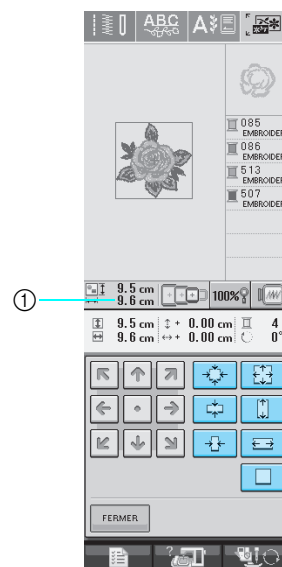 ABC
A
085
EMBROIDER
086
EMBROIDER
513
EMBROIDER
507
EMBROIDER
9.5 cm
9.6 cm
100%
1
9.5 cm + 0.00 cm 4
9.6 cm + 0.00 cm 0°
FERMER
?